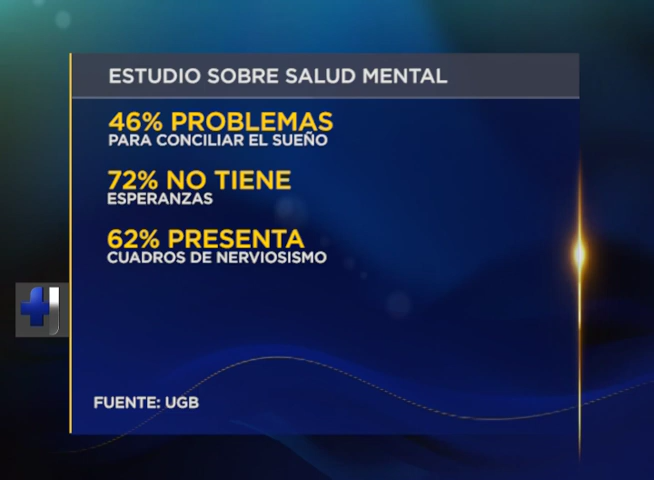 ESTUDIO SOBRE SALUD MENTAL
46% PROBLEMAS
PARA CONCILIAR EL SUEÑO
72% NO TIENE
ESPERANZAS
62% PRESENTA
CUADROS DE NERVIOSISMO
FUENTE: UGB